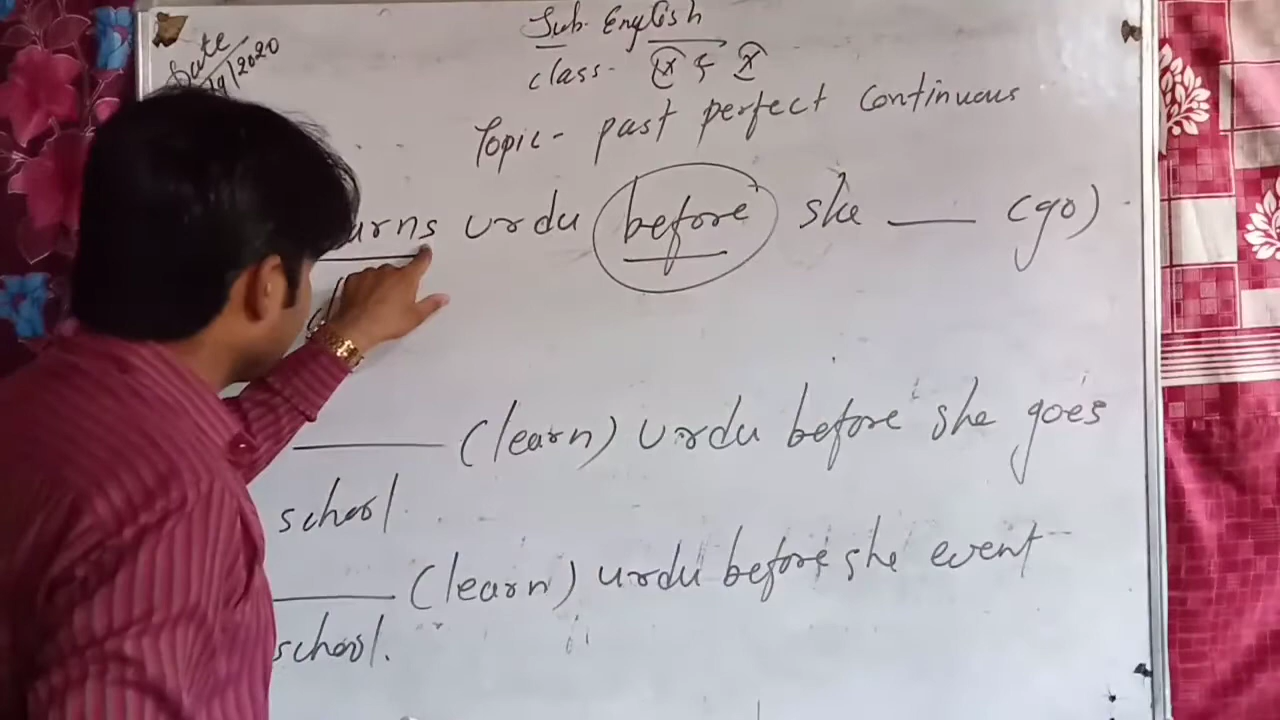 Sub. English
Date
/9/2020
class- IX & X
Topic- past perfect continuous
urns urdu before she ___ (go)
_____ (learn) urdu before she goes
school.
_____ (learn) urdu before she event
school.